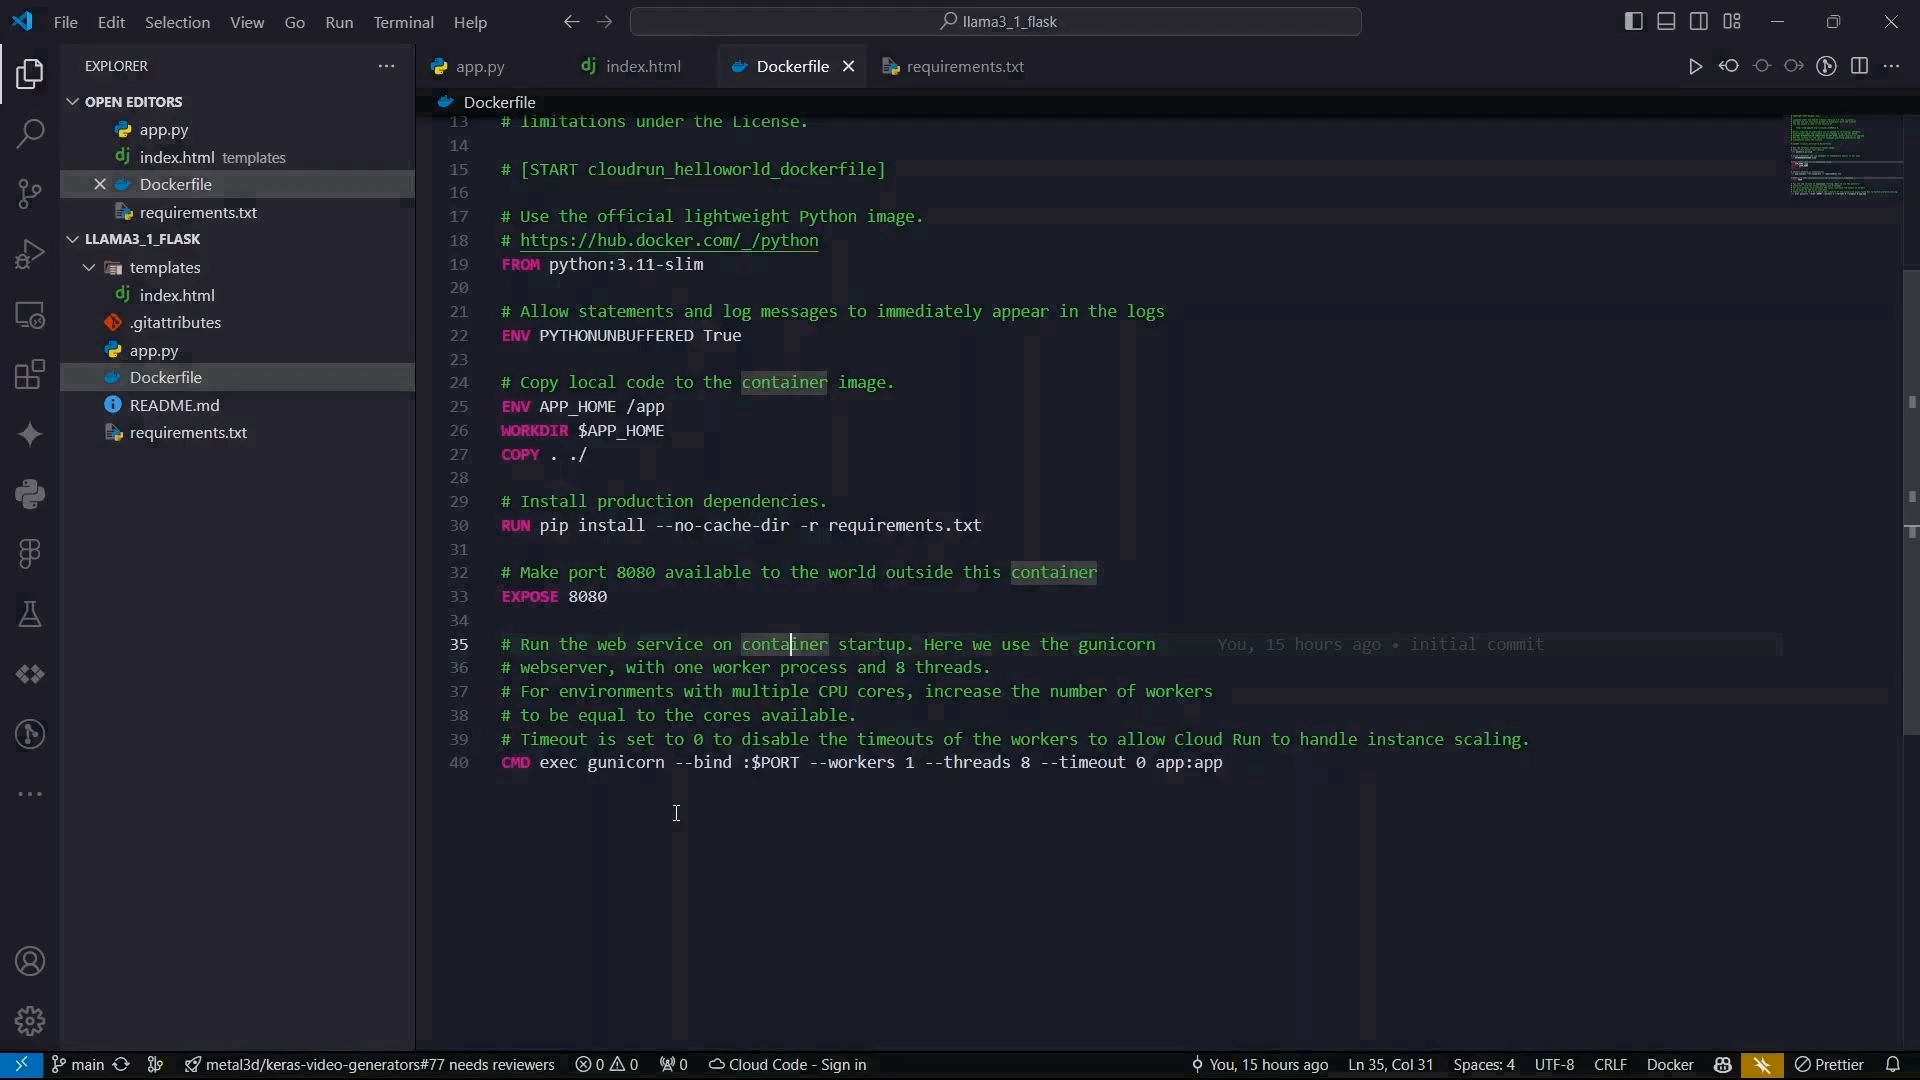 File Edit Selection View Go Run Terminal Help
llama3_1_flask
EXPLORER
OPEN EDITORS
app.py
index.html templates
Dockerfile
requirements.txt
LLAMA3_1_FLASK
templates
index.html
.gitattributes
app.py
Dockerfile
README.md
requirements.txt
app.py
index.html
Dockerfile
requirements.txt
Dockerfile
13 # limitations under the License.
14
15 # [START cloudrun_helloworld_dockerfile]
16
17 # Use the official lightweight Python image.
18 # https://hub.docker.com/_/python
19 FROM python:3.11-slim
20
21 # Allow statements and log messages to immediately appear in the logs
22 ENV PYTHONUNBUFFERED True
23
24 # Copy local code to the container image.
25 ENV APP_HOME /app
26 WORKDIR $APP_HOME
27 COPY . ./
28
29 # Install production dependencies.
30 RUN pip install --no-cache-dir -r requirements.txt
31
32 # Make port 8080 available to the world outside this container
33 EXPOSE 8080
34
35 # Run the web service on container startup. Here we use the gunicorn You, 15 hours ago • initial commit
36 # webserver, with one worker process and 8 threads.
37 # For environments with multiple CPU cores, increase the number of workers
38 # to be equal to the cores available.
39 # Timeout is set to 0 to disable the timeouts of the workers to allow Cloud Run to handle instance scaling.
40 CMD exec gunicorn --bind :$PORT --workers 1 --threads 8 --timeout 0 app:app
main metal3d/keras-video-generators#77 needs reviewers 0 0 0 Cloud Code - Sign in You, 15 hours ago Ln 35, Col 31 Spaces: 4 UTF-8 CRLF Docker Prettier